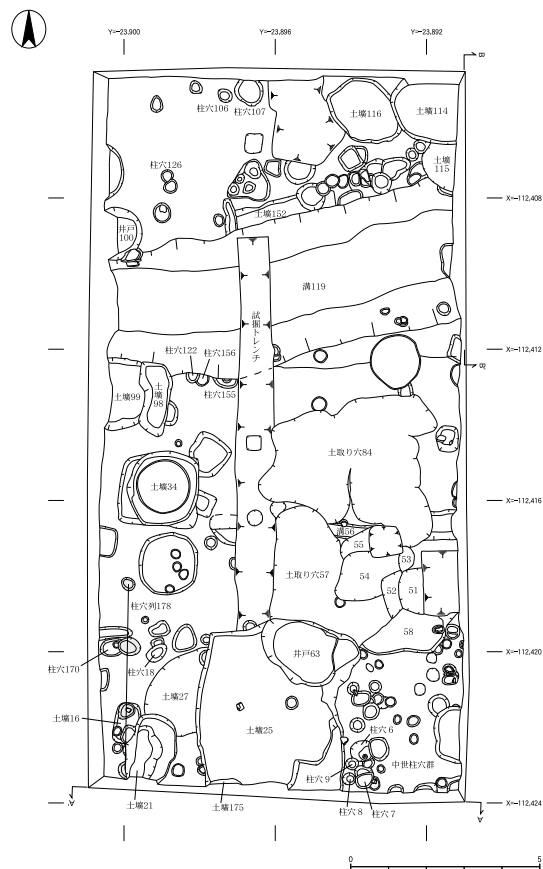 Y=-23,900
Y=-23,896
Y=-23,892
B
柱穴106
柱穴107
土壙116
土壙114
柱穴126
土壙
115
X=-112,408
土壙152
井戸
100
溝119
試掘トレンチ
柱穴122
柱穴156
X=-112,412
B'
土壙99
土壙98
柱穴155
土取り穴84
土壙34
X=-112,416
溝56
55
53
土取り穴57
54
52
51
柱穴列178
58
井戸63
X=-112,420
柱穴170
柱穴18
土壙27
土壙16
土壙25
柱穴6
中世柱穴群
柱穴9
A'
土壙21
土壙175
柱穴8
柱穴7
A
X=-112,424
0
5